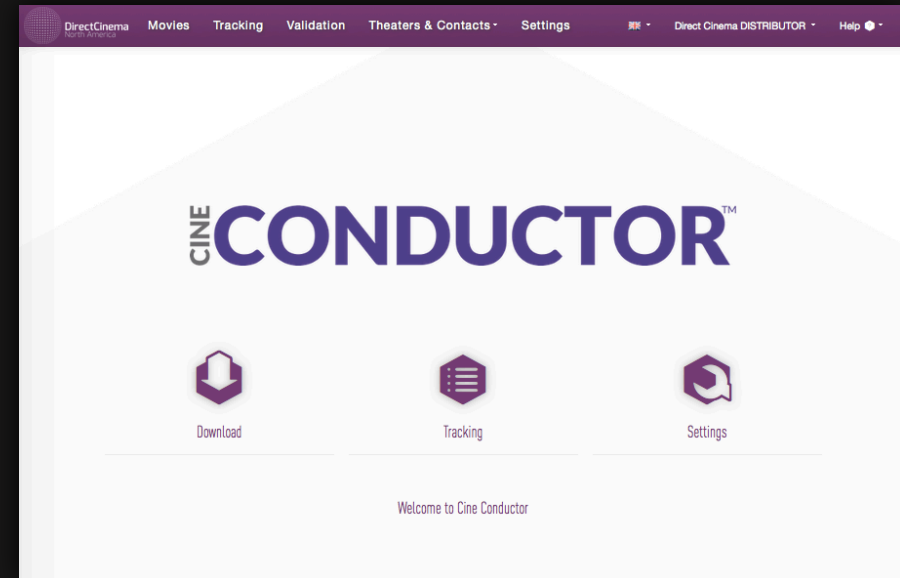 DirectCinema
North America
Movies Tracking Validation Theaters & Contacts Settings Direct Cinema DISTRIBUTOR Help
CINE CONDUCTOR™
Download Tracking Settings
Welcome to Cine Conductor